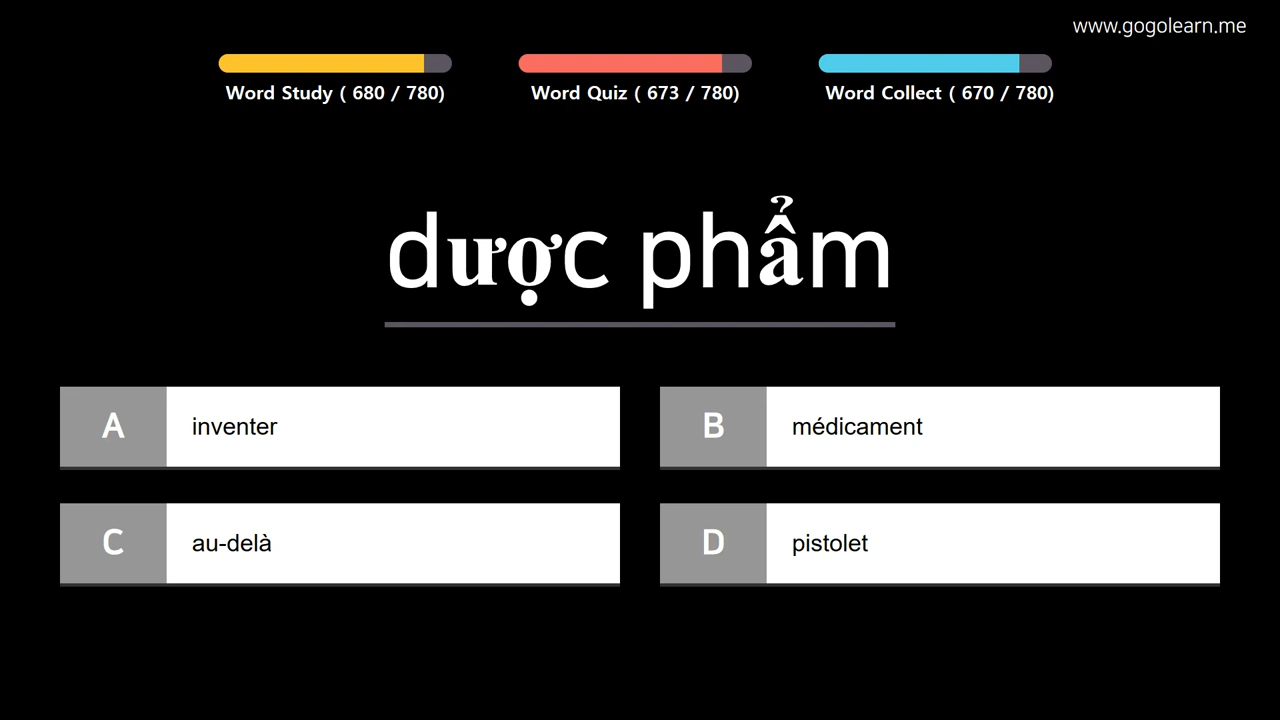 www.gogolearn.me
Word Study ( 680 / 780)
Word Quiz ( 673 / 780)
Word Collect ( 670 / 780)
dược phẩm
A inventer
B médicament
C au-delà
D pistolet